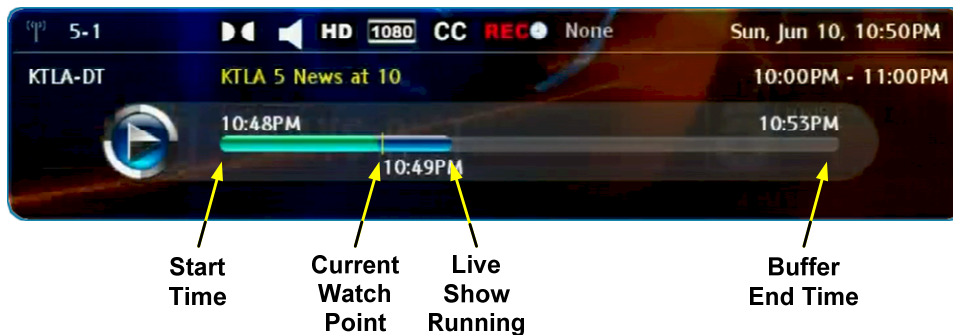 5-1 HD 1080 CC REC None Sun, Jun 10, 10:50PM
KTLA-DT KTLA 5 News at 10 10:00PM - 11:00PM
10:48PM 10:53PM
10:49PM
Start
Time
Current
Watch
Point
Live
Show
Running
Buffer
End Time